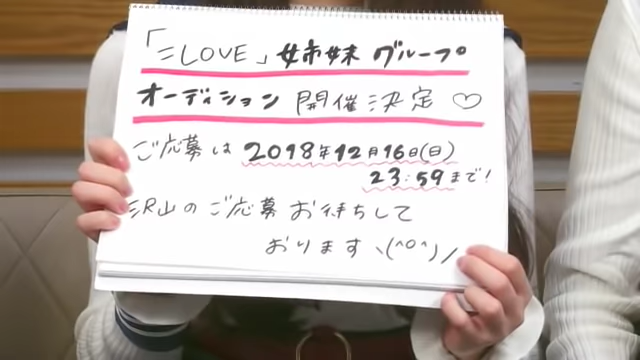 「=LOVE」姉妹グループ
オーディション開催決定♡
ご応募は2018年12月16日(日)
23:59まで!
沢山のご応募お待ちして
おります ヽ(^o^)ノ